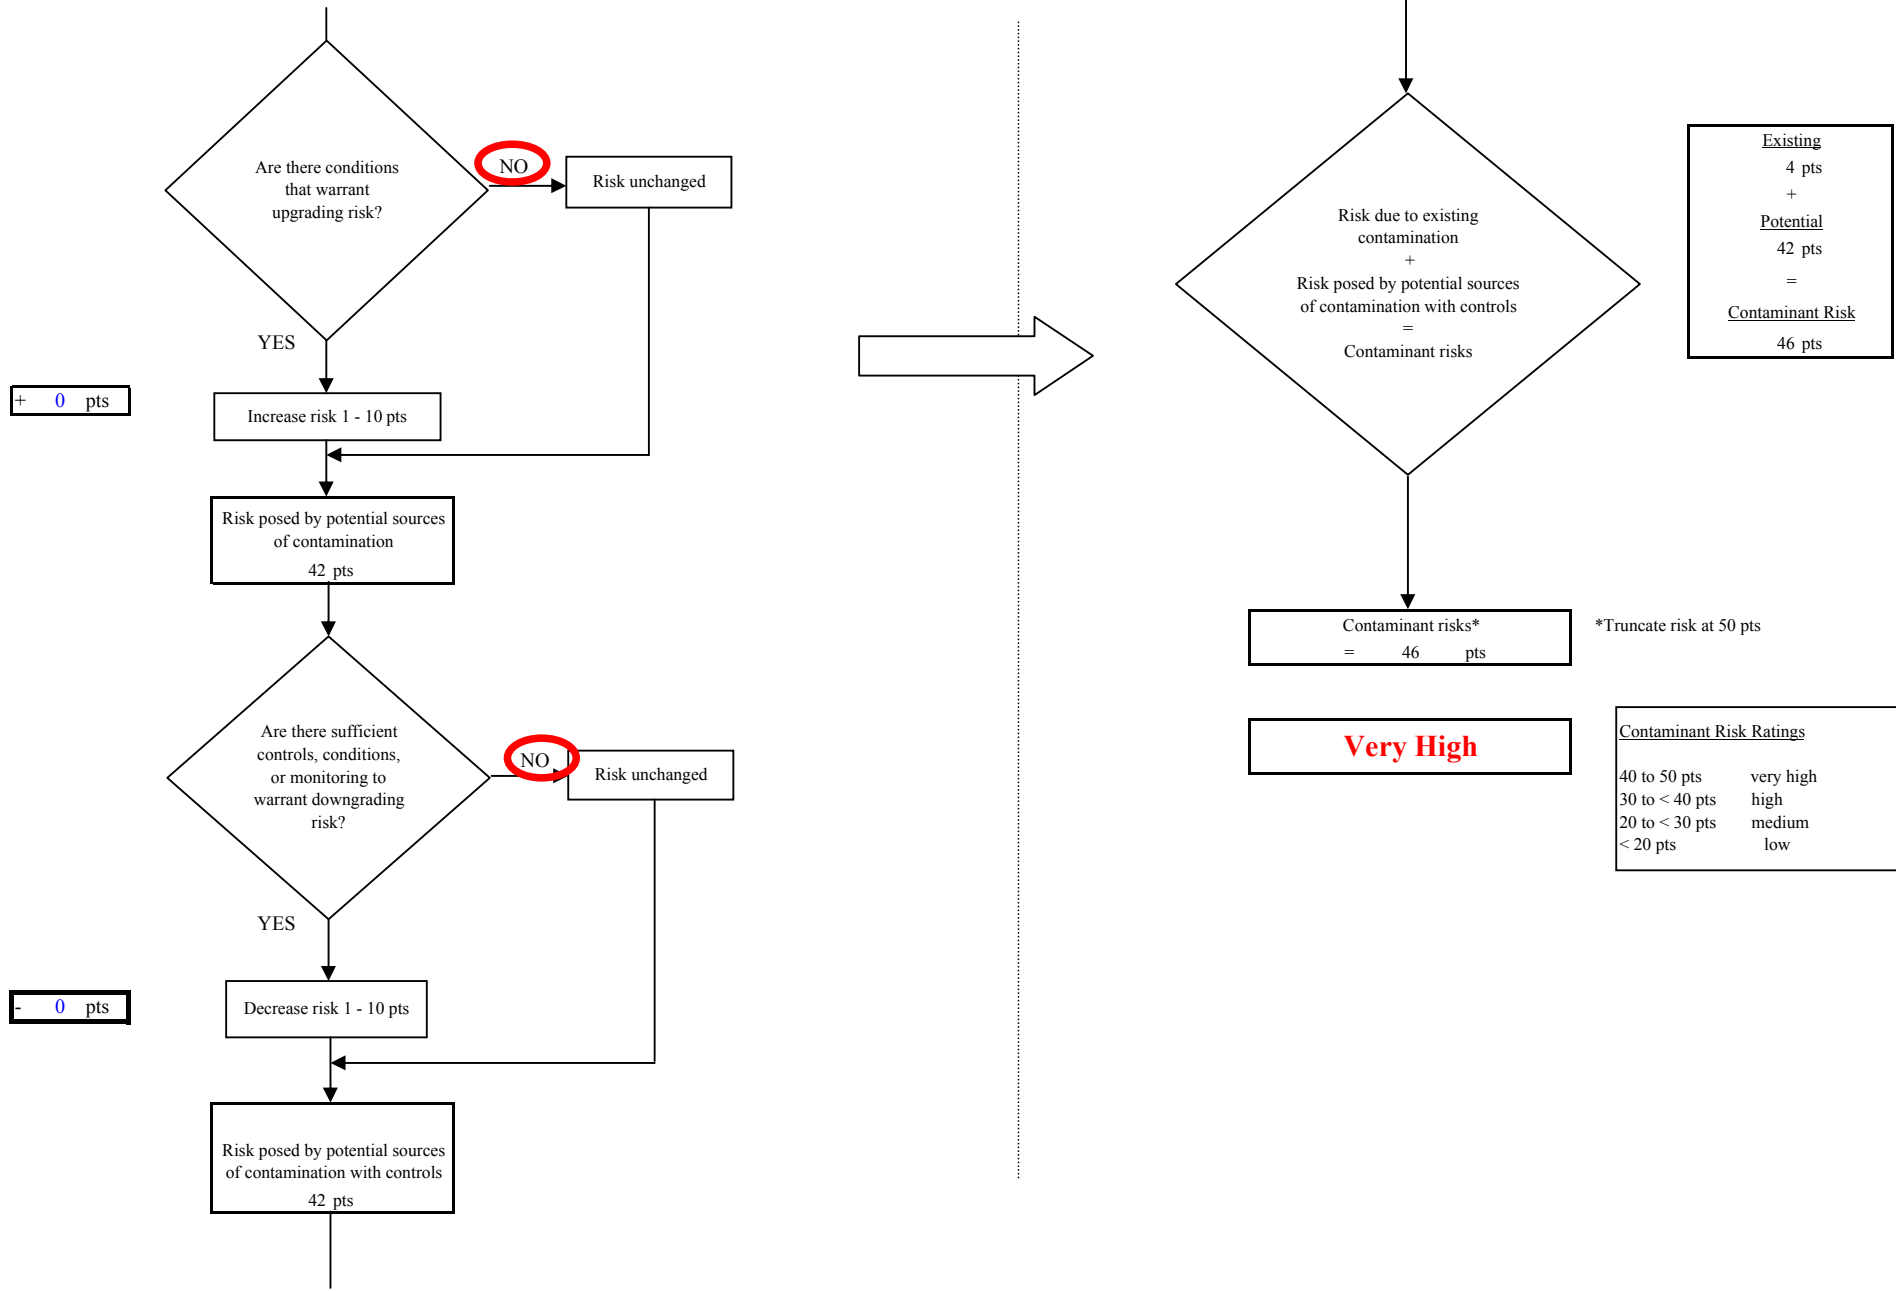 Are there conditions
that warrant
upgrading risk?
NO
Risk unchanged
YES
+ 0 pts
Increase risk 1 - 10 pts
Risk posed by potential sources
of contamination
42 pts
Are there sufficient
controls, conditions,
or monitoring to
warrant downgrading
risk?
NO
Risk unchanged
YES
- 0 pts
Decrease risk 1 - 10 pts
Risk posed by potential sources
of contamination with controls
42 pts
Risk due to existing
contamination
+
Risk posed by potential sources
of contamination with controls
=
Contaminant risks
Existing
4 pts
+
Potential
42 pts
=
Contaminant Risk
46 pts
Contaminant risks*
= 46 pts
*Truncate risk at 50 pts
Very High
Contaminant Risk Ratings
40 to 50 pts very high
30 to < 40 pts high
20 to < 30 pts medium
< 20 pts low